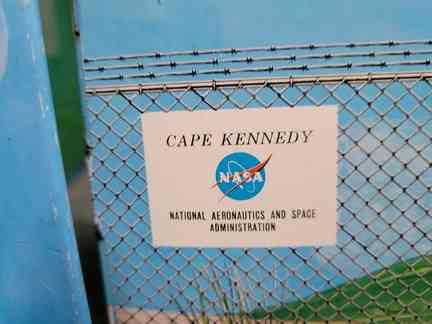 CAPE KENNEDY
NASA
NATIONAL AERONAUTICS AND SPACE
ADMINISTRATION